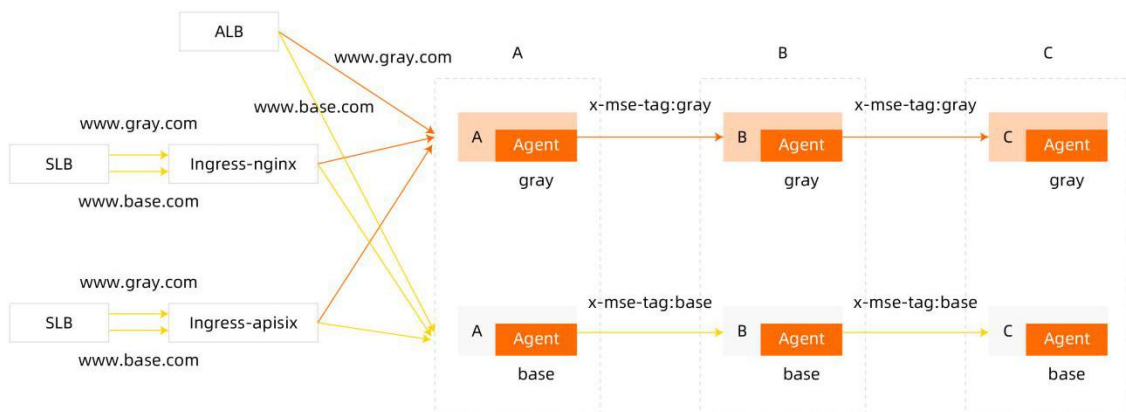 ALB
www.gray.com
A
B
C
www.base.com
www.gray.com
SLB
Ingress-nginx
www.base.com
A
Agent
gray
x-mse-tag:gray
B
Agent
gray
x-mse-tag:gray
C
Agent
gray
www.gray.com
SLB
Ingress-apisix
www.base.com
A
Agent
base
x-mse-tag:base
B
Agent
base
x-mse-tag:base
C
Agent
base